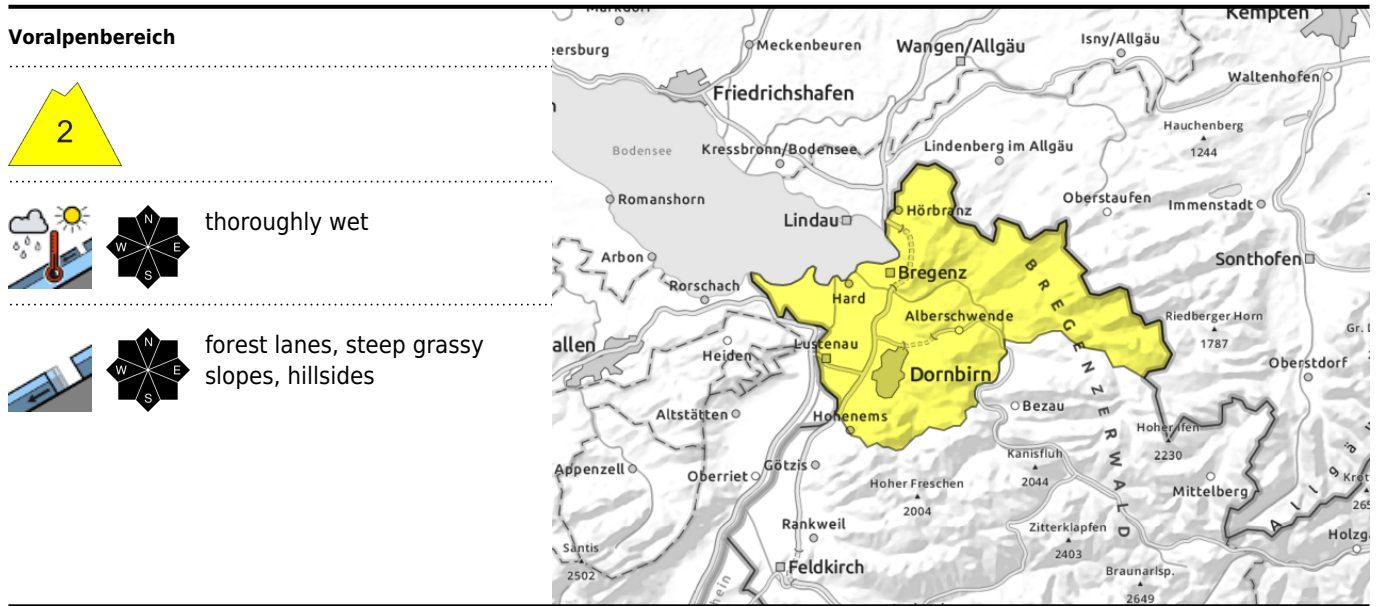 Voralpenbereich
2
N
W E
S
thoroughly wet
N
W E
S
forest lanes, steep grassy
slopes, hillsides
Kempten
Meckenbeuren
Wangen/Allgäu
Isny/Allgäu
Waltenhofen
Friedrichshafen
Hauchenberg
1244
Bodensee
Kressbronn/Bodensee
Lindenberg im Allgäu
Romanshorn
Oberstaufen
Immenstadt
Lindau
Hörbranz
Arbon
Sonthofen
Bregenz
Rorschach
Hard
Alberschwende
Riedberger Horn
1787
Lustenau
Heiden
Oberstdorf
Dornbirn
BREGENZERWALD
Altstätten
Hohenems
Bezau
Hoher Ifen
2230
Appenzell
Oberriet
Götzis
Kanisfluh
2044
Hoher Freschen
2004
Mittelberg
Rankweil
Zitterklapfen
2403
Säntis
2502
Feldkirch
Braunarlsp.
2649